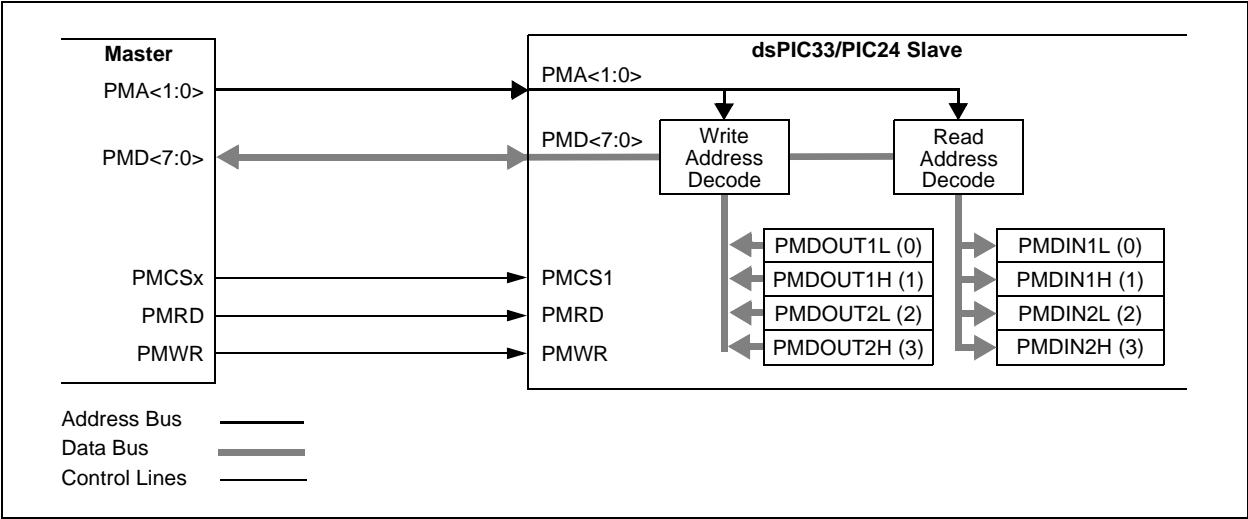 Master
dsPIC33/PIC24 Slave
PMA<1:0>
PMA<1:0>
PMD<7:0>
PMD<7:0>
Write
Address
Decode
Read
Address
Decode
PMDOUT1L (0)
PMDIN1L (0)
PMCSx
PMCS1
PMDOUT1H (1)
PMDIN1H (1)
PMRD
PMRD
PMDOUT2L (2)
PMDIN2L (2)
PMWR
PMWR
PMDOUT2H (3)
PMDIN2H (3)
Address Bus
Data Bus
Control Lines